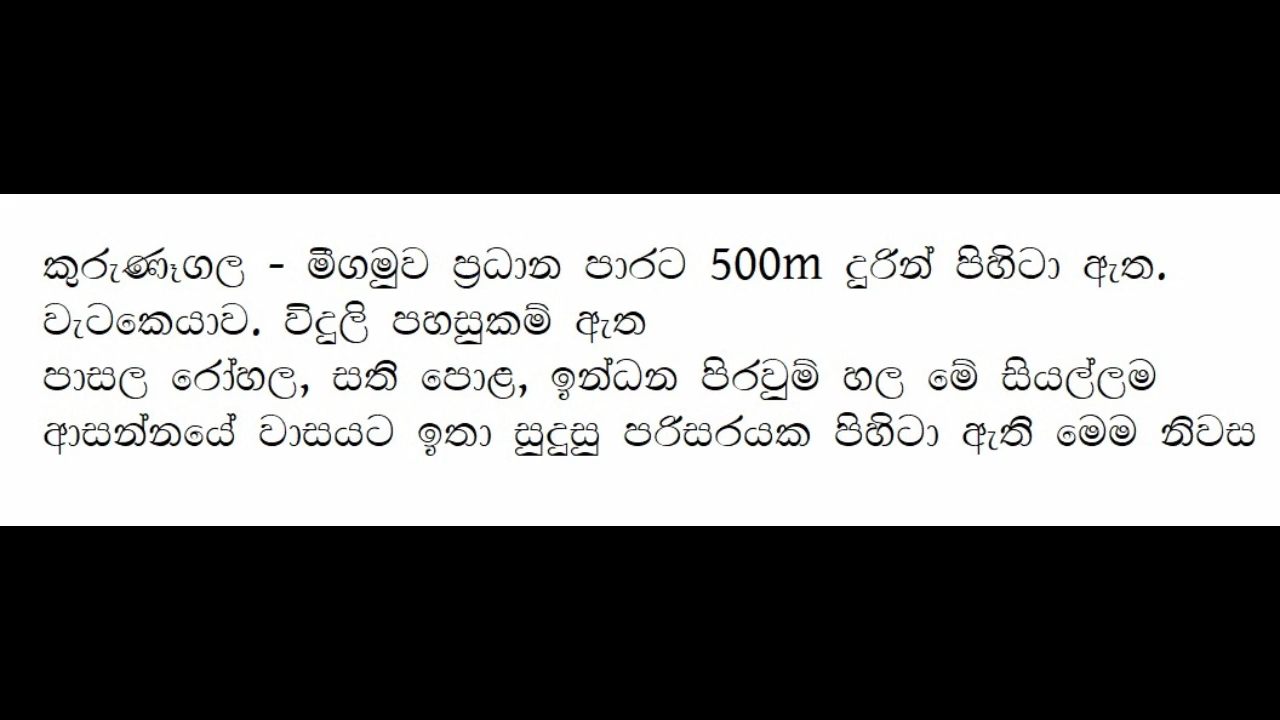 කුරුණෑගල - මීගමුව ප්‍රධාන පාරට 500m දුරින් පිහිටා ඇත.
වැටකෙයාව. විදුලි පහසුකම් ඇත
පාසල රෝහල, සති පොළ, ඉන්ධන පිරවුම් හල මේ සියල්ලම
ආසන්නයේ වාසයට ඉතා සුදුසු පරිසරයක පිහිටා ඇති මෙම නිවස